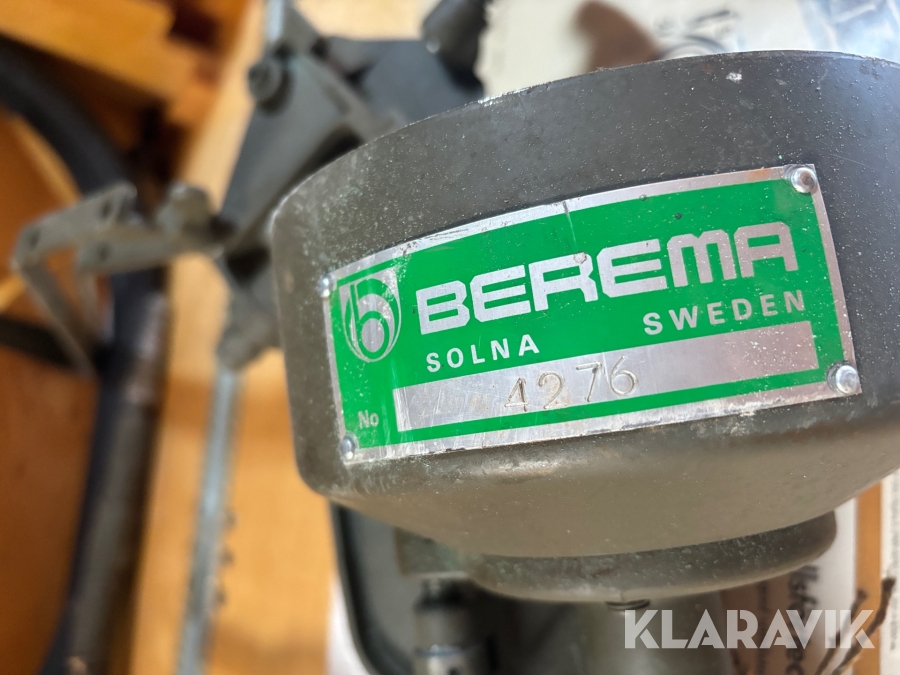 b BEREMA
SOLNA SWEDEN
No 4276
KLARAVIK